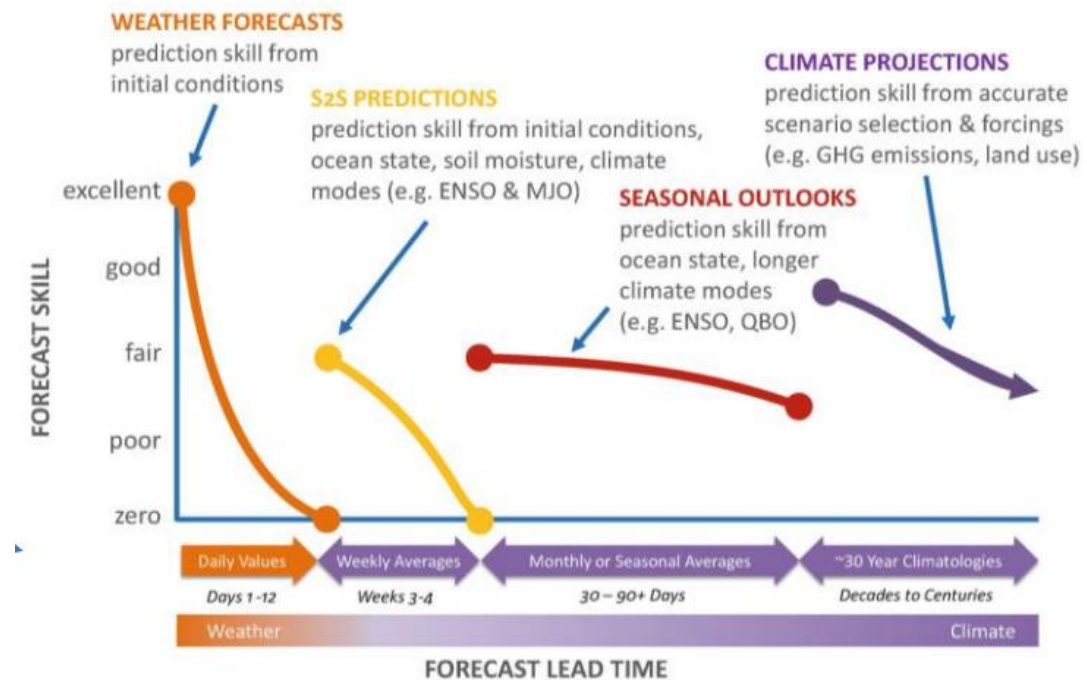 WEATHER FORECASTS
prediction skill from
initial conditions
S2S PREDICTIONS
prediction skill from initial conditions,
ocean state, soil moisture, climate
modes (e.g. ENSO & MJO)
SEASONAL OUTLOOKS
prediction skill from
ocean state, longer
climate modes
(e.g. ENSO, QBO)
CLIMATE PROJECTIONS
prediction skill from accurate
scenario selection & forcings
(e.g. GHG emissions, land use)
FORECAST SKILL
excellent
good
fair
poor
zero
Daily Values
Weekly Averages
Monthly or Seasonal Averages
~30 Year Climatologies
Days 1-12
Weeks 3-4
30 – 90+ Days
Decades to Centuries
Weather
Climate
FORECAST LEAD TIME